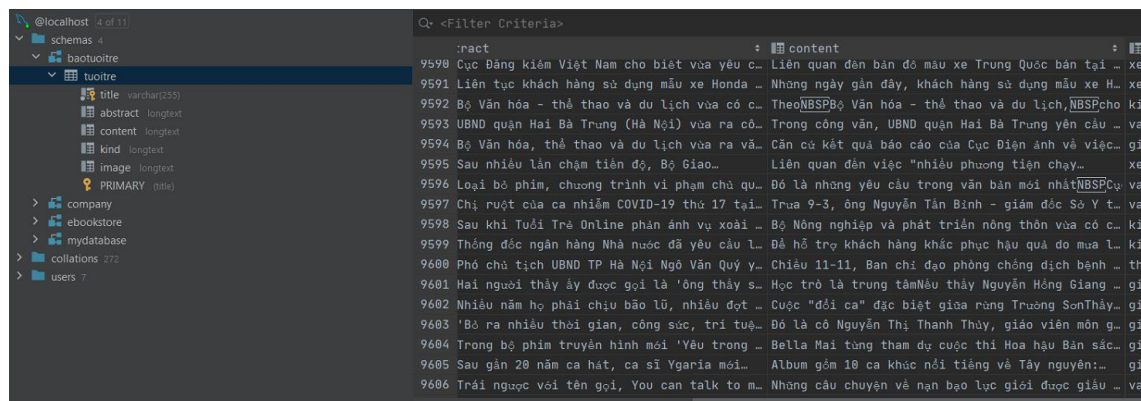 @localhost 4 of 11
schemas 4
baotuoitre
tuoitre
title varchar(255)
abstract longtext
content longtext
kind longtext
image longtext
PRIMARY (title)
company
ebookstore
mydatabase
collations 272
users 7
<Filter Criteria>
:ract content
9590 Cục Đăng kiểm Việt Nam cho biết vừa yêu c… Liên quan đến bản đồ mẫu xe Trung Quốc bán tại … xe
9591 Liên tục khách hàng sử dụng mẫu xe Honda … Những ngày gần đây, khách hàng sử dụng mẫu xe H… xe
9592 Bộ Văn hóa - thể thao và du lịch vừa có c… TheoNBSPBộ Văn hóa - thể thao và du lịch,NBSPcho ki
9593 UBND quận Hai Bà Trưng (Hà Nội) vừa ra cô… Trong công văn, UBND quận Hai Bà Trưng yêu cầu … va
9594 Bộ Văn hóa, thể thao và du lịch vừa ra vă… Căn cứ kết quả báo cáo của Cục Điện ảnh về việc… gi
9595 Sau nhiều lần chậm tiến độ, Bộ Giao… Liên quan đến việc "nhiều phương tiện chạy… xe
9596 Loại bỏ phim, chương trình vi phạm chủ qu… Đó là những yêu cầu trong văn bản mới nhấtNBSPCụ va
9597 Chị ruột của ca nhiễm COVID-19 thứ 17 tại… Trưa 9-3, ông Nguyễn Tấn Bình - giám đốc Sở Y t… va
9598 Sau khi Tuổi Trẻ Online phản ánh vụ xoài … Bộ Nông nghiệp và phát triển nông thôn vừa có c… ki
9599 Thống đốc ngân hàng Nhà nước đã yêu cầu l… Để hỗ trợ khách hàng khắc phục hậu quả do mưa l… ki
9600 Phó chủ tịch UBND TP Hà Nội Ngô Văn Quý y… Chiều 11-11, Ban chỉ đạo phòng chống dịch bệnh … th
9601 Hai người thầy ấy được gọi là 'ông thầy s… Học trò là trung tâmNếu thầy Nguyễn Hồng Giang … gi
9602 Nhiều năm họ phải chịu bão lũ, nhiều đợt … Cuộc "đổi ca" đặc biệt giữa rừng Trường SơnThầy… gi
9603 'Bỏ ra nhiều thời gian, công sức, trí tuệ… Đó là cô Nguyễn Thị Thanh Thủy, giáo viên môn g… gi
9604 Trong bộ phim truyền hình mới 'Yêu trong … Bella Mai từng tham dự cuộc thi Hoa hậu Bản sắc… gi
9605 Sau gần 20 năm ca hát, ca sĩ Ygaria mới… Album gồm 10 ca khúc nổi tiếng về Tây nguyên:… gi
9606 Trái ngược với tên gọi, You can talk to m… Những câu chuyện về nạn bạo lực giới được giấu … va